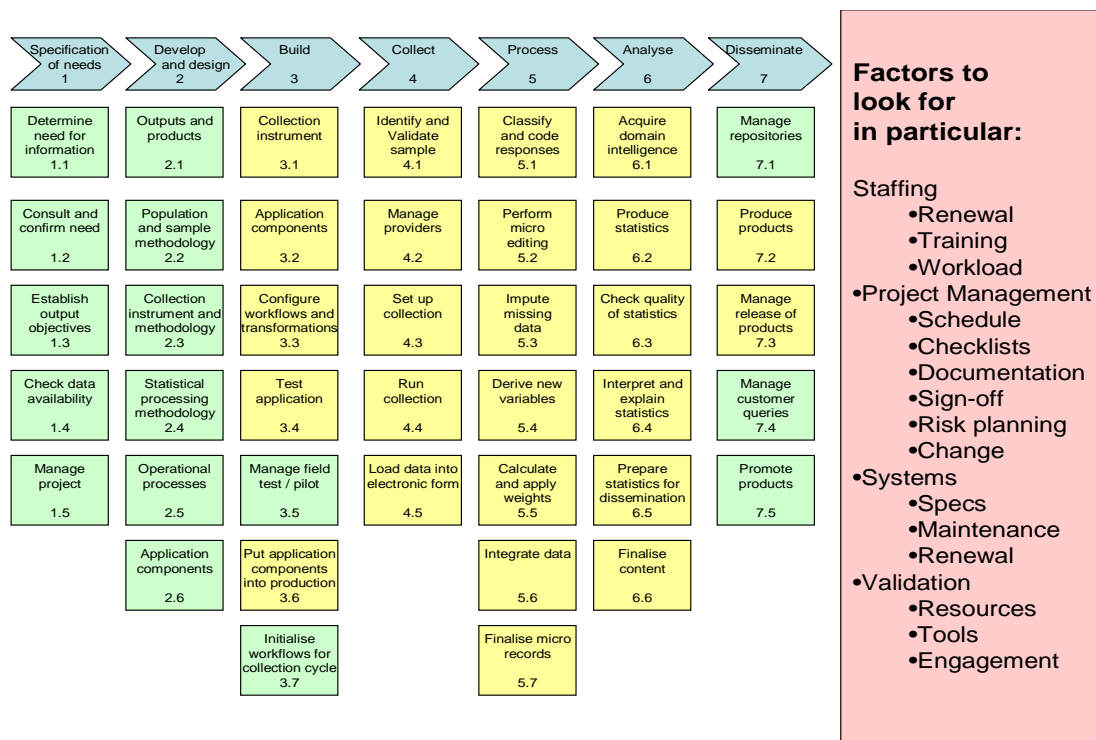 Specification
of needs
1
Develop
and design
2
Build
3
Collect
4
Process
5
Analyse
6
Disseminate
7
Determine
need for
information
1.1
Consult and
confirm need
1.2
Establish
output
objectives
1.3
Check data
availability
1.4
Manage
project
1.5
Outputs and
products
2.1
Population
and sample
methodology
2.2
Collection
instrument and
methodology
2.3
Statistical
processing
methodology
2.4
Operational
processes
2.5
Application
components
2.6
Collection
instrument
3.1
Application
components
3.2
Configure
workflows and
transformations
3.3
Test
application
3.4
Manage field
test / pilot
3.5
Put application
components
into production
3.6
Initialise
workflows for
collection cycle
3.7
Identify and
Validate
sample
4.1
Manage
providers
4.2
Set up
collection
4.3
Run
collection
4.4
Load data into
electronic form
4.5
Classify
and code
responses
5.1
Perform
micro
editing
5.2
Impute
missing
data
5.3
Derive new
variables
5.4
Calculate
and apply
weights
5.5
Integrate data
5.6
Finalise micro
records
5.7
Acquire
domain
intelligence
6.1
Produce
statistics
6.2
Check quality
of statistics
6.3
Interpret and
explain
statistics
6.4
Prepare
statistics for
dissemination
6.5
Finalise
content
6.6
Manage
repositories
7.1
Produce
products
7.2
Manage
release of
products
7.3
Manage
customer
queries
7.4
Promote
products
7.5
Factors to
look for
in particular:
Staffing
•Renewal
•Training
•Workload
•Project Management
•Schedule
•Checklists
•Documentation
•Sign-off
•Risk planning
•Change
•Systems
•Specs
•Maintenance
•Renewal
•Validation
•Resources
•Tools
•Engagement